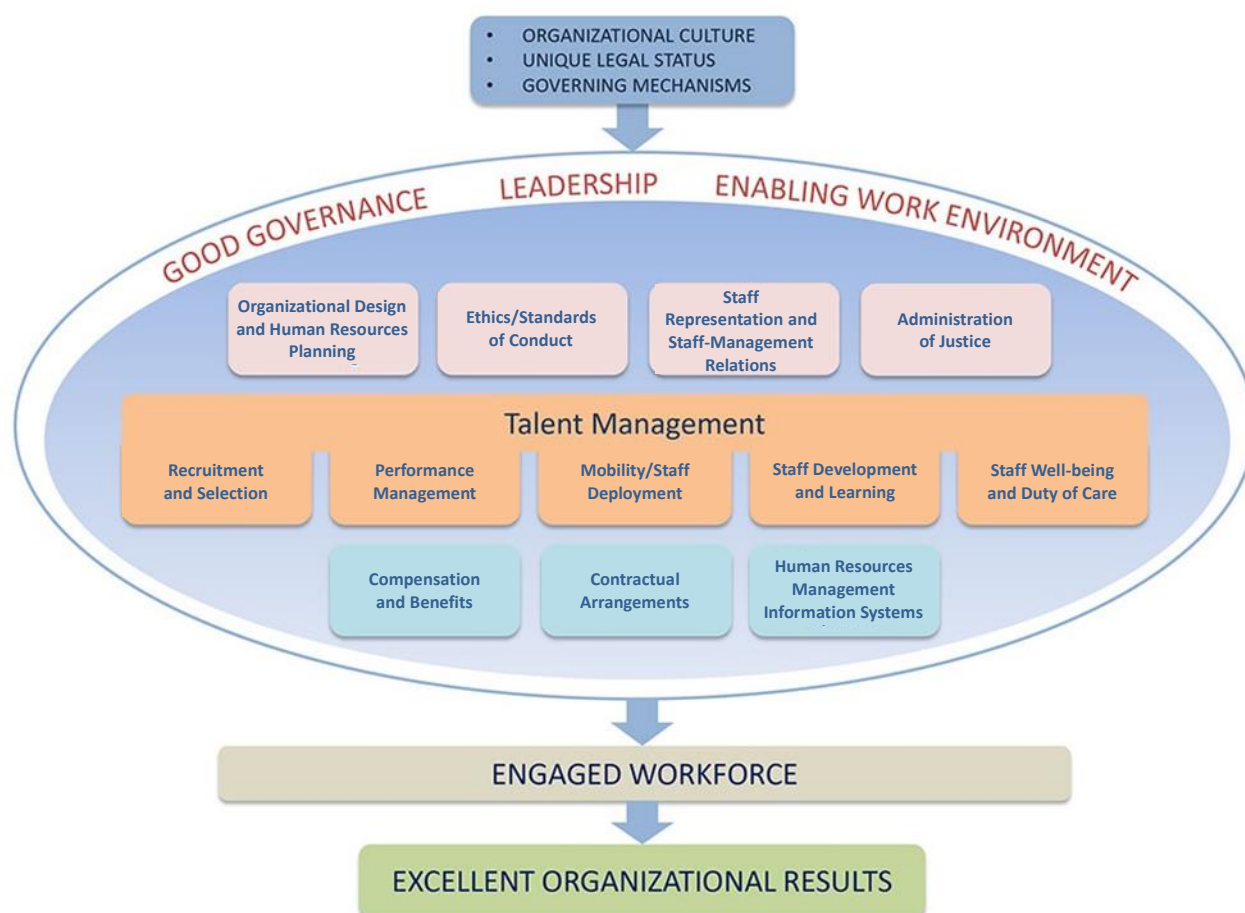 • ORGANIZATIONAL CULTURE
• UNIQUE LEGAL STATUS
• GOVERNING MECHANISMS
GOOD GOVERNANCE
LEADERSHIP
ENABLING WORK ENVIRONMENT
Organizational Design
and Human Resources
Planning
Ethics/Standards
of Conduct
Staff
Representation and
Staff-Management
Relations
Administration
of Justice
Talent Management
Recruitment
and Selection
Performance
Management
Mobility/Staff
Deployment
Staff Development
and Learning
Staff Well-being
and Duty of Care
Compensation
and Benefits
Contractual
Arrangements
Human Resources
Management
Information Systems
ENGAGED WORKFORCE
EXCELLENT ORGANIZATIONAL RESULTS